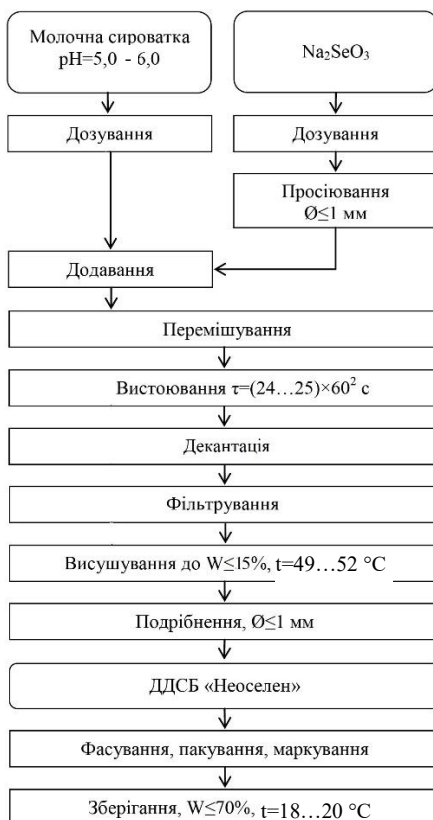 Молочна сироватка
pH=5,0 - 6,0
Na₂SeO₃
Дозування
Дозування
Просіювання
Ø≤1 мм
Додавання
Перемішування
Вистоювання τ=(24…25)×60² с
Декантація
Фільтрування
Висушування до W≤15%, t=49…52 °C
Подрібнення, Ø≤1 мм
ДДСБ «Неоселен»
Фасування, пакування, маркування
Зберігання, W≤70%, t=18…20 °C